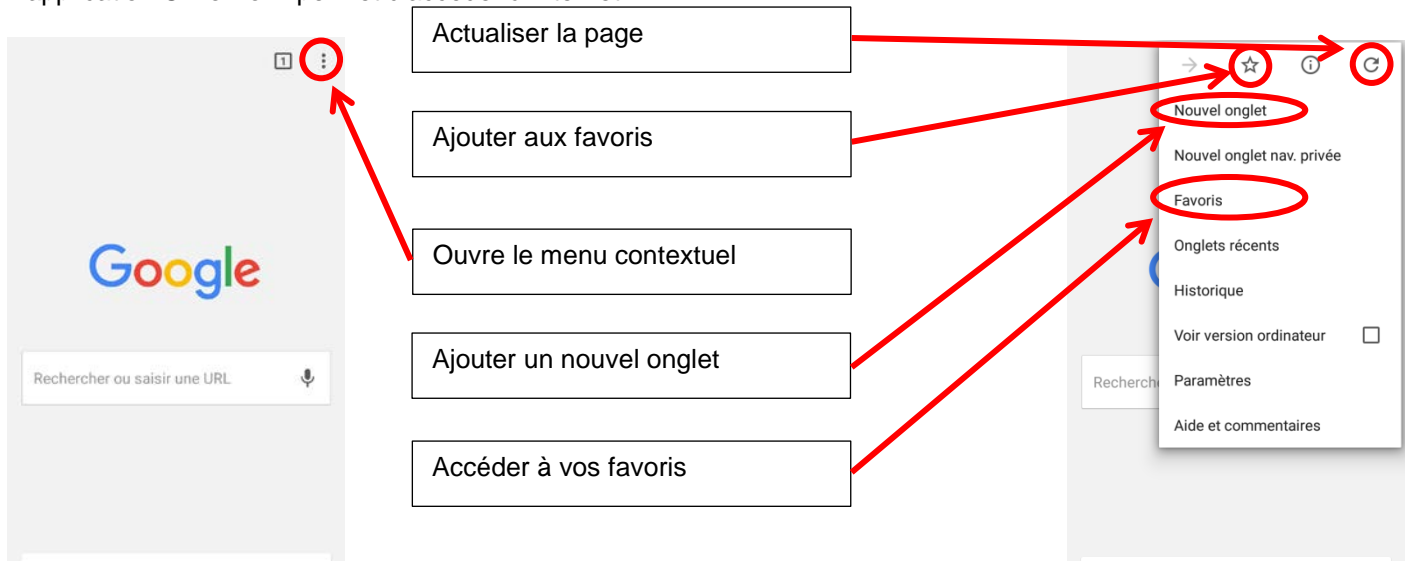 1
Google
Rechercher ou saisir une URL
Actualiser la page
Ajouter aux favoris
Ouvre le menu contextuel
Ajouter un nouvel onglet
Accéder à vos favoris
Nouvel onglet
Nouvel onglet nav. privée
Favoris
Onglets récents
Historique
Voir version ordinateur
Recherch
Paramètres
Aide et commentaires